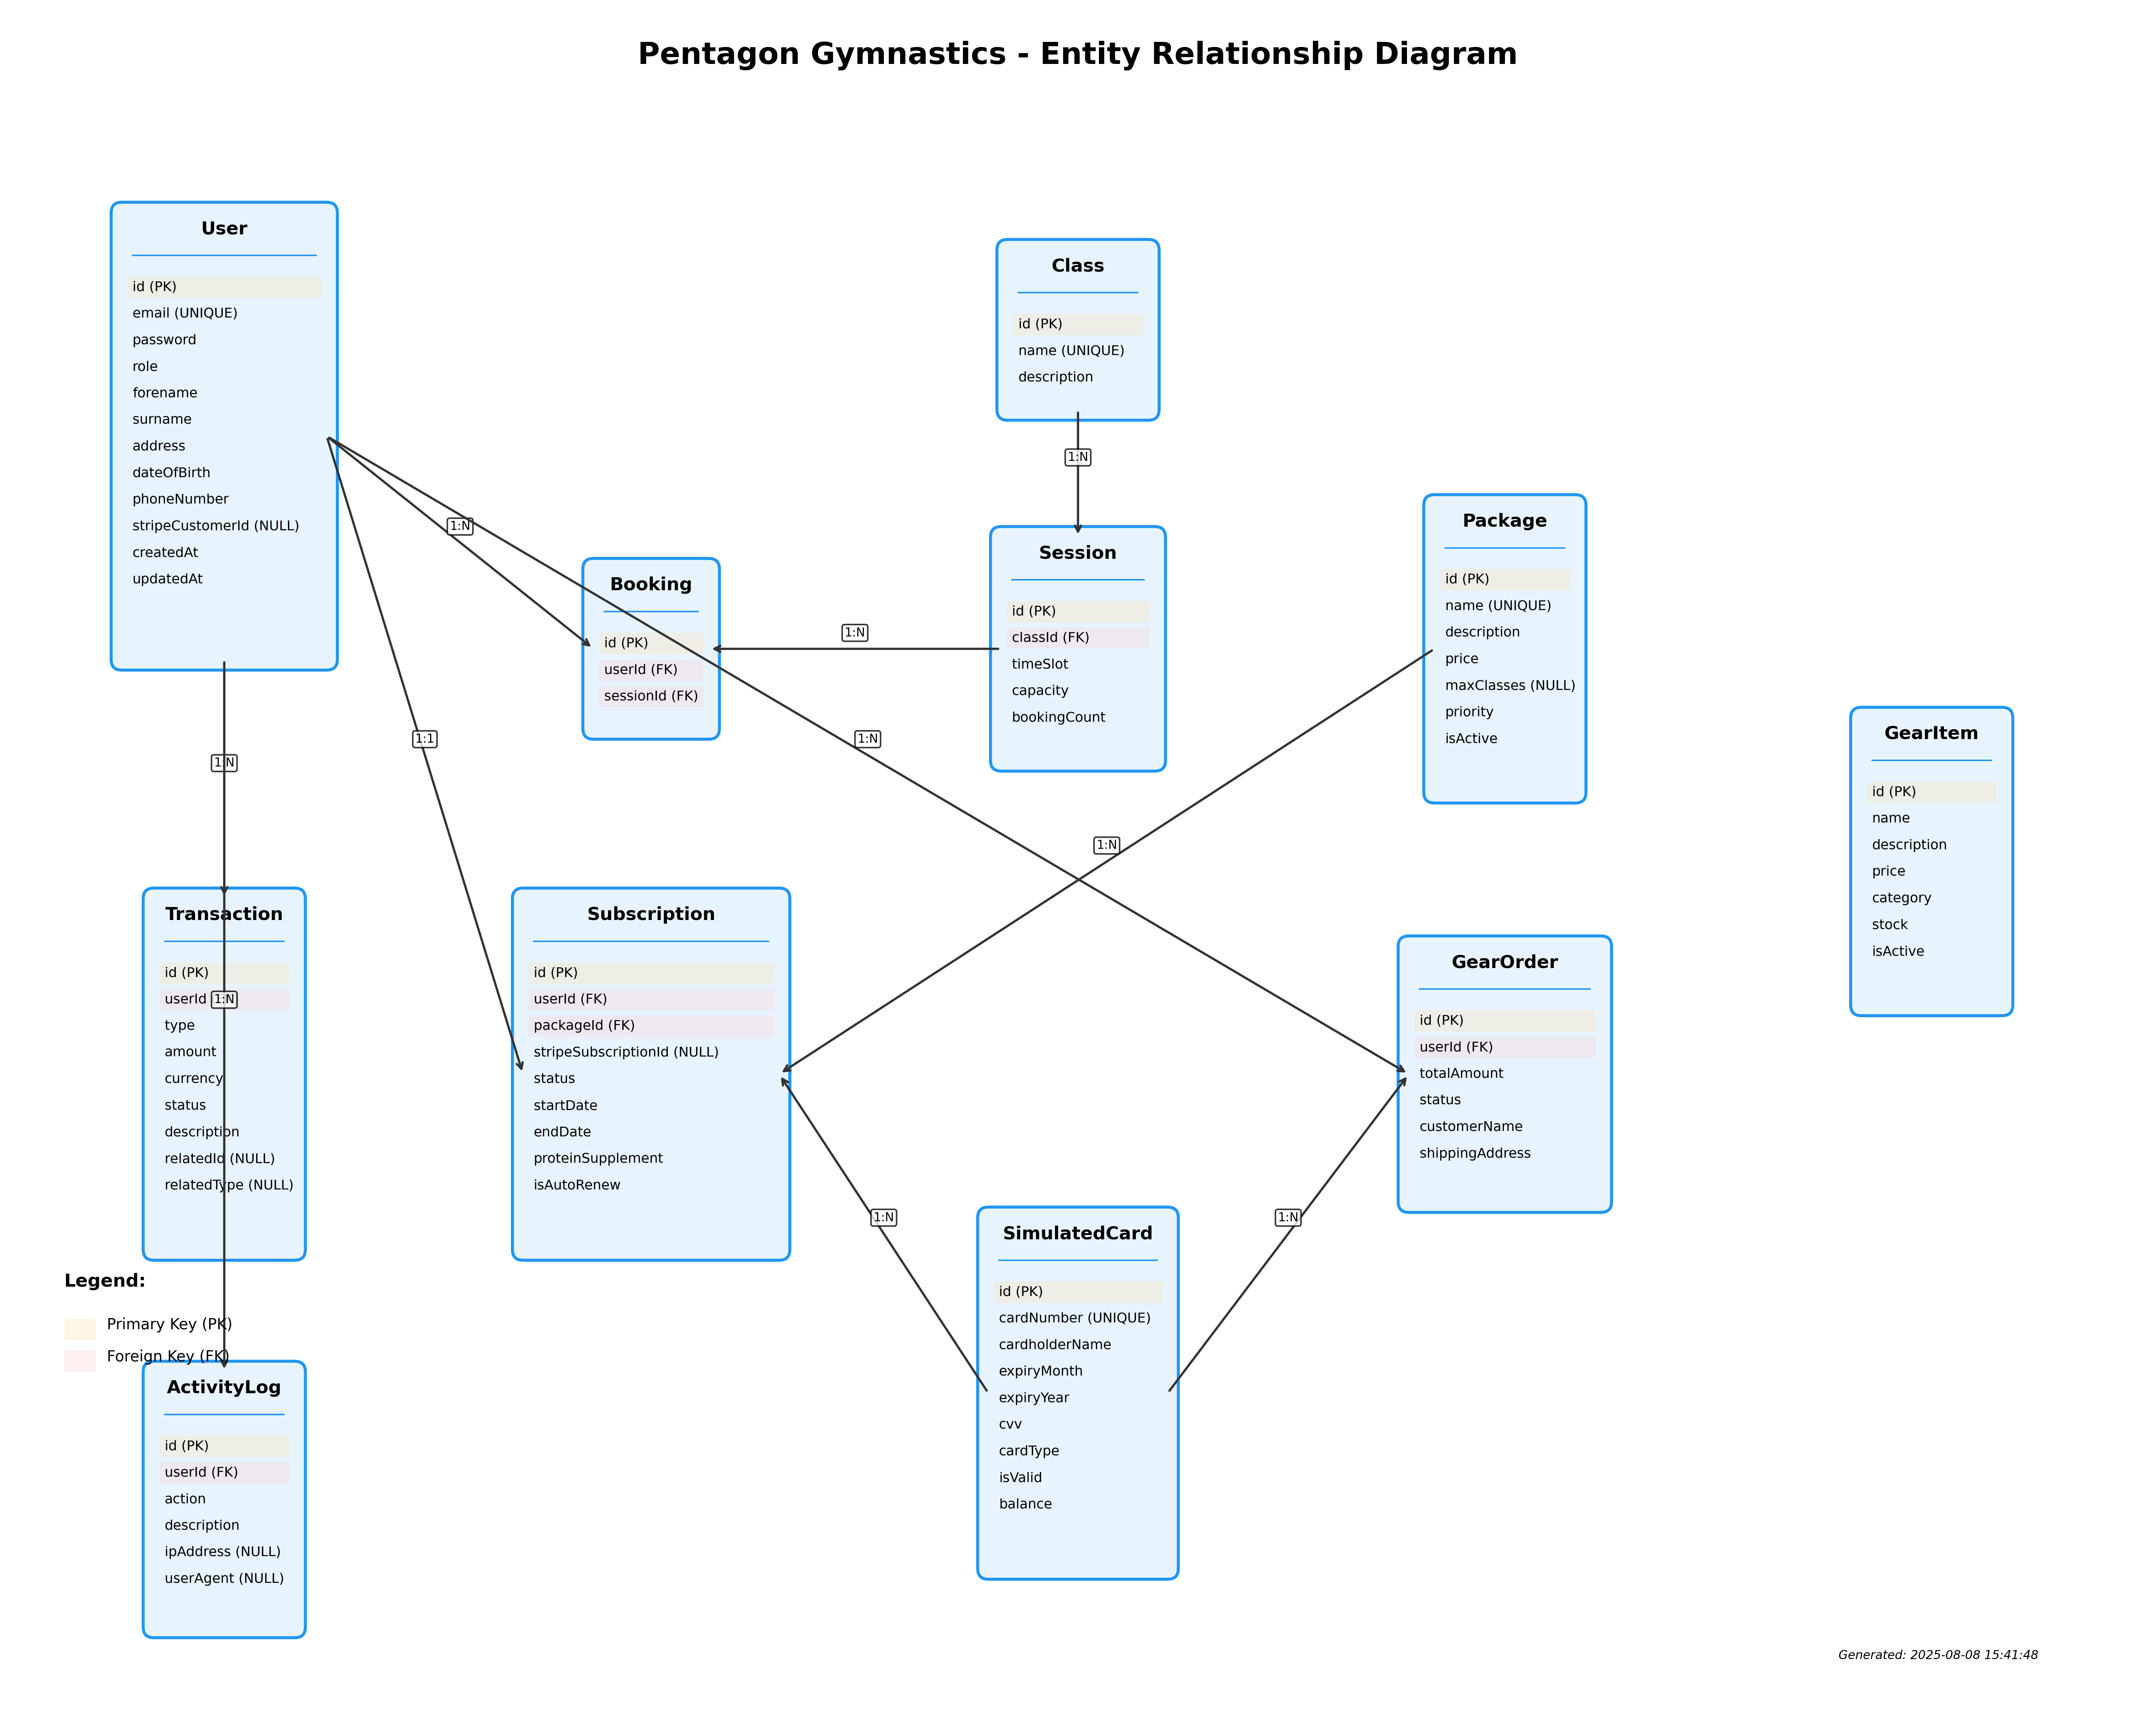 Pentagon Gymnastics - Entity Relationship Diagram
User
id (PK)
email (UNIQUE)
password
role
forename
surname
address
dateOfBirth
phoneNumber
stripeCustomerId (NULL)
createdAt
updatedAt
Class
id (PK)
name (UNIQUE)
description
1:N
1:N
Booking
id (PK)
userId (FK)
sessionId (FK)
1:N
Session
id (PK)
classId (FK)
timeSlot
capacity
bookingCount
Package
id (PK)
name (UNIQUE)
description
price
maxClasses (NULL)
priority
isActive
GearItem
id (PK)
name
description
price
category
stock
isActive
1:N
1:1
1:N
1:N
Transaction
id (PK)
userId
1:N
type
amount
currency
status
description
relatedId (NULL)
relatedType (NULL)
Subscription
id (PK)
userId (FK)
packageId (FK)
stripeSubscriptionId (NULL)
status
startDate
endDate
proteinSupplement
isAutoRenew
GearOrder
id (PK)
userId (FK)
totalAmount
status
customerName
shippingAddress
1:N
1:N
SimulatedCard
id (PK)
cardNumber (UNIQUE)
cardholderName
expiryMonth
expiryYear
cvv
cardType
isValid
balance
Legend:
Primary Key (PK)
Foreign Key (FK)
ActivityLog
id (PK)
userId (FK)
action
description
ipAddress (NULL)
userAgent (NULL)
Generated: 2025-08-08 15:41:48